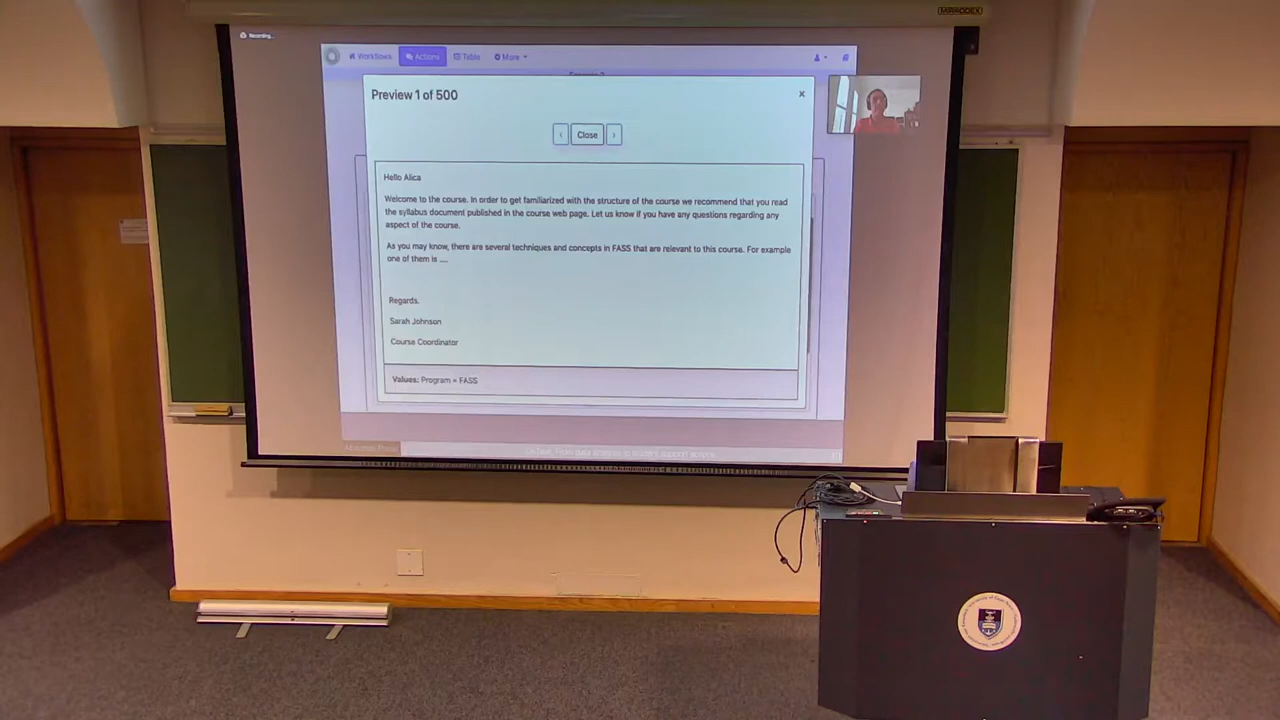 Recording...
Workflows Actions Table More
Preview 1 of 500
×
‹ Close ›
Hello Alica
Welcome to the course. In order to get familiarized with the structure of the course we recommend that you read
the syllabus document published in the course web page. Let us know if you have any questions regarding any
aspect of the course.
As you may know, there are several techniques and concepts in FASS that are relevant to this course. For example
one of them is ....
Regards.
Sarah Johnson
Course Coordinator
Values: Program = FASS